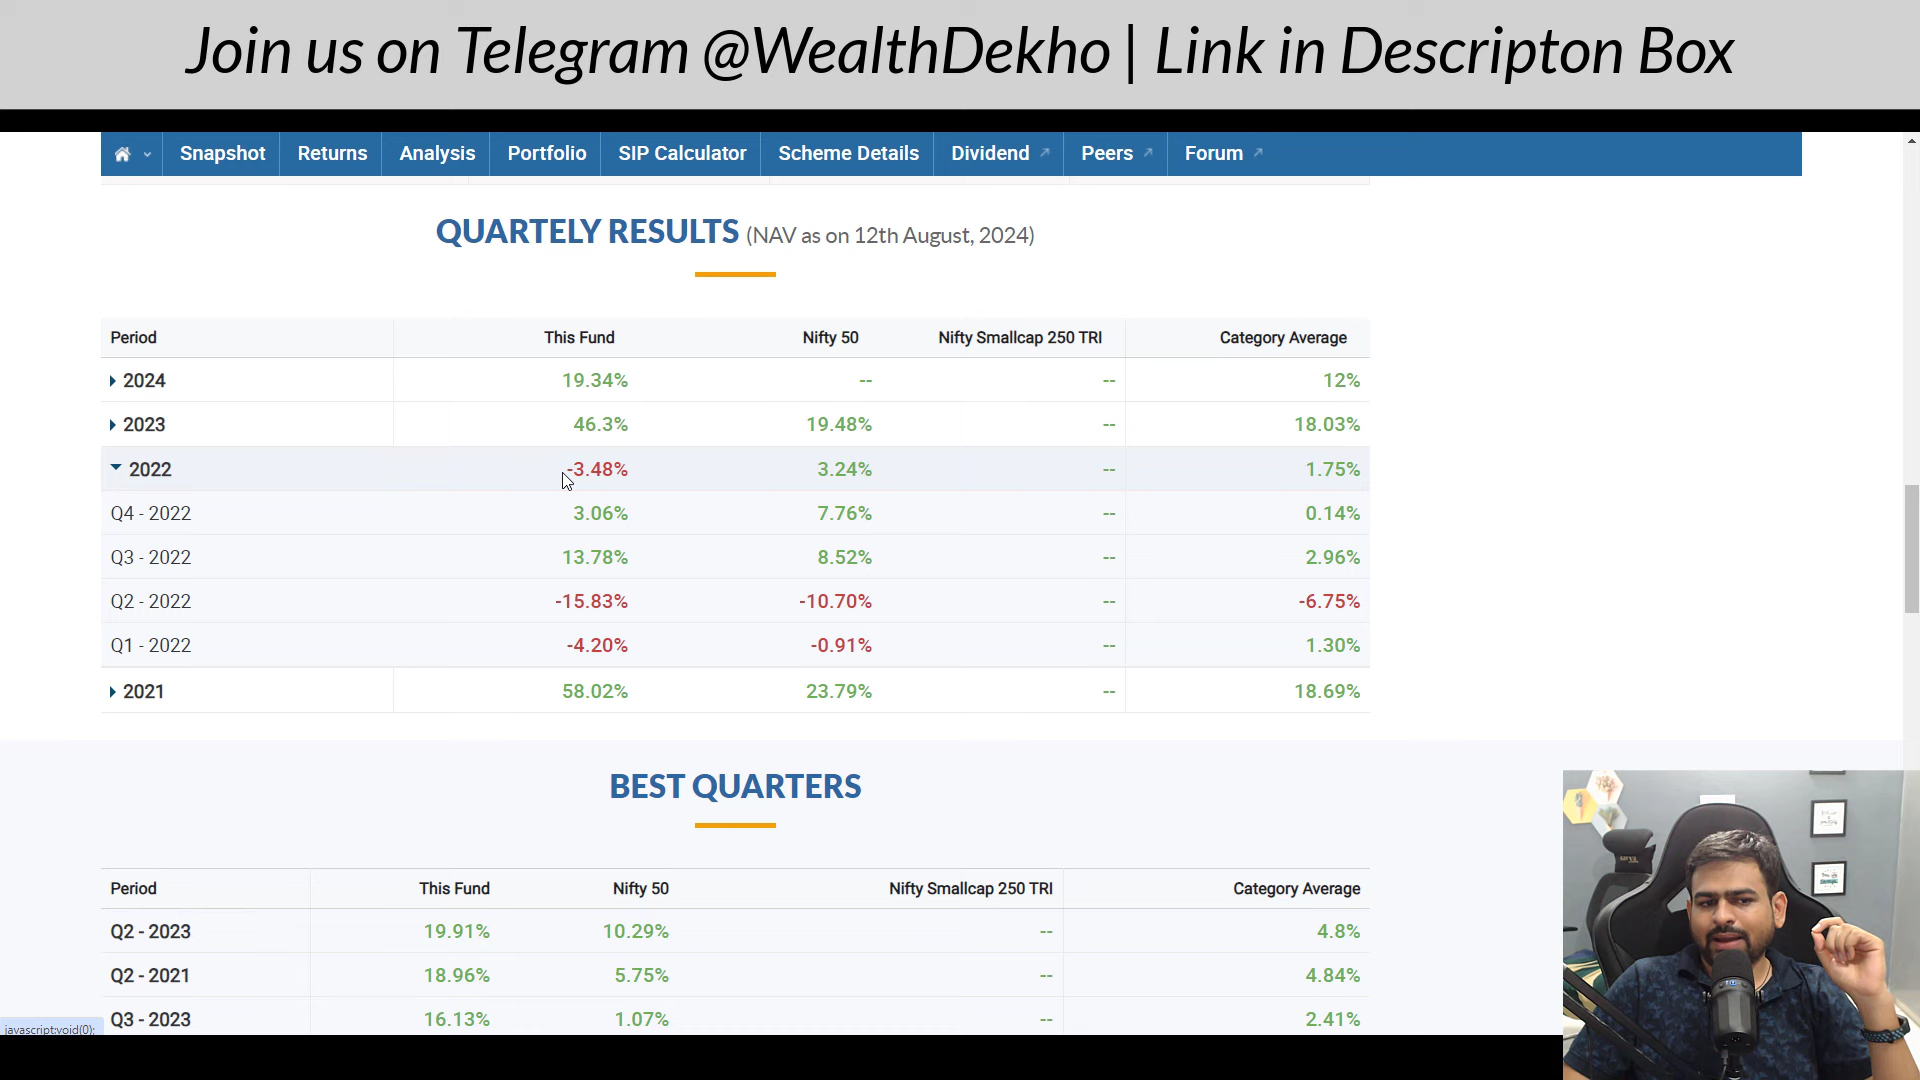 Join us on Telegram @WealthDekho | Link in Descripton Box
Snapshot Returns Analysis Portfolio SIP Calculator Scheme Details Dividend Peers Forum
QUARTELY RESULTS (NAV as on 12th August, 2024)
Period This Fund Nifty 50 Nifty Smallcap 250 TRI Category Average
2024 19.34% -- -- 12%
2023 46.3% 19.48% -- 18.03%
2022 -3.48% 3.24% -- 1.75%
Q4 - 2022 3.06% 7.76% -- 0.14%
Q3 - 2022 13.78% 8.52% -- 2.96%
Q2 - 2022 -15.83% -10.70% -- -6.75%
Q1 - 2022 -4.20% -0.91% -- 1.30%
2021 58.02% 23.79% -- 18.69%
BEST QUARTERS
Period This Fund Nifty 50 Nifty Smallcap 250 TRI Category Average
Q2 - 2023 19.91% 10.29% -- 4.8%
Q2 - 2021 18.96% 5.75% -- 4.84%
Q3 - 2023 16.13% 1.07% -- 2.41%
javascript:void(0);